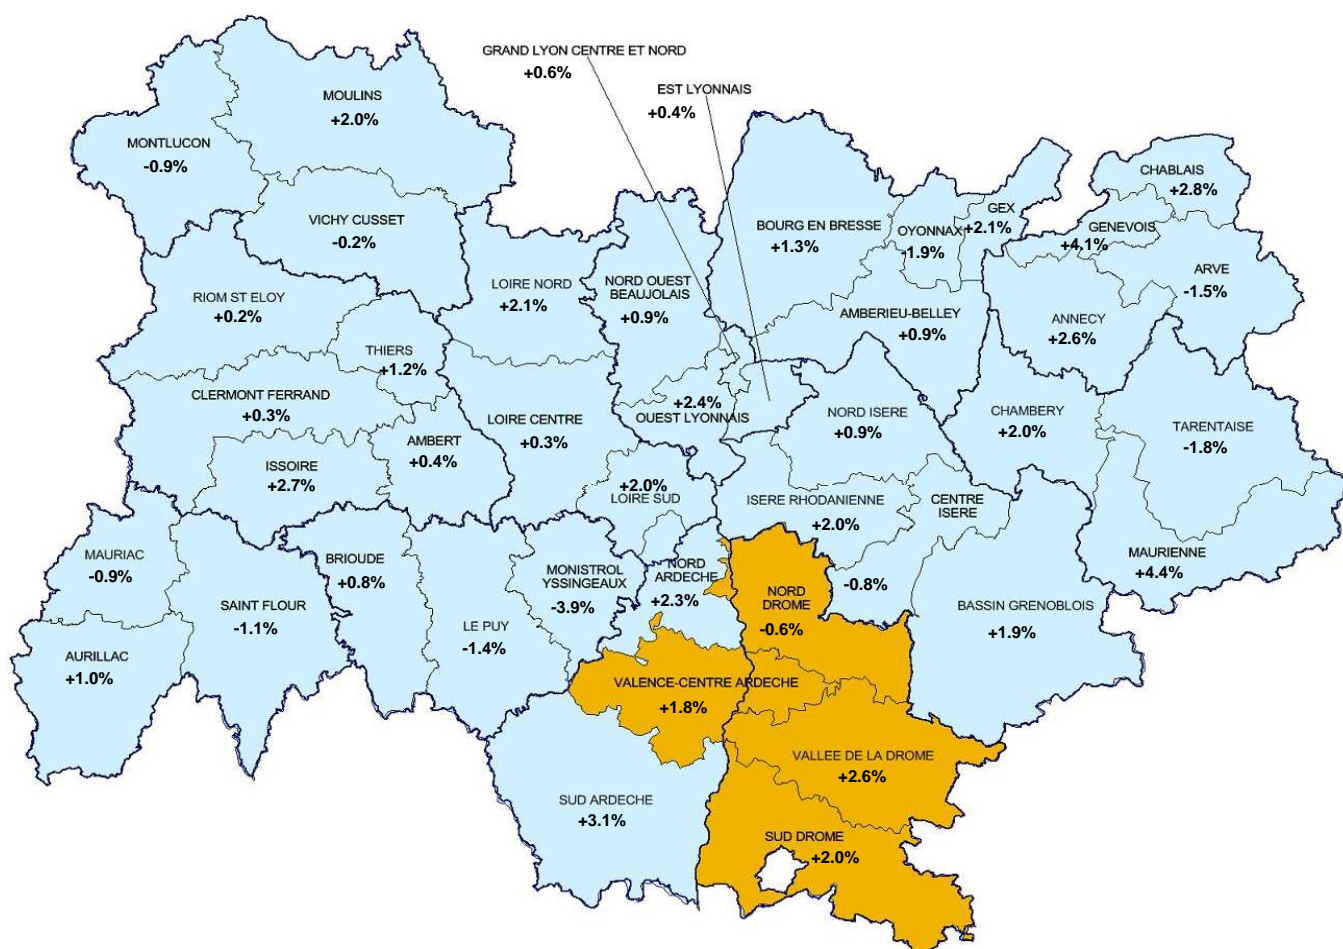 GRAND LYON CENTRE ET NORD
+0.6%
EST LYONNAIS
+0.4%
MOULINS
+2.0%
MONTLUCON
-0.9%
VICHY CUSSET
-0.2%
CHABLAIS
+2.8%
GEX
+2.1%
GENEVOIS
+4.1%
BOURG EN BRESSE
+1.3%
OYONNAX
-1.9%
ARVE
-1.5%
RIOM ST ELOY
+0.2%
LOIRE NORD
+2.1%
NORD OUEST
BEAUJOLAIS
+0.9%
AMBERIEU-BELLEY
+0.9%
ANNECY
+2.6%
THIERS
+1.2%
CLERMONT FERRAND
+0.3%
+2.4%
OUEST LYONNAIS
LOIRE CENTRE
+0.3%
NORD ISERE
+0.9%
CHAMBERY
+2.0%
TARENTAISE
-1.8%
AMBERT
+0.4%
ISSOIRE
+2.7%
+2.0%
LOIRE SUD
ISERE RHODANIENNE
+2.0%
CENTRE
ISERE
-0.8%
MAURIAC
-0.9%
BRIOUDE
+0.8%
MONISTROL
YSSINGEAUX
-3.9%
NORD
ARDECHE
+2.3%
NORD
DROME
-0.6%
MAURIENNE
+4.4%
SAINT FLOUR
-1.1%
LE PUY
-1.4%
BASSIN GRENOBLOIS
+1.9%
AURILLAC
+1.0%
VALENCE-CENTRE ARDECHE
+1.8%
VALLEE DE LA DROME
+2.6%
SUD ARDECHE
+3.1%
SUD DROME
+2.0%